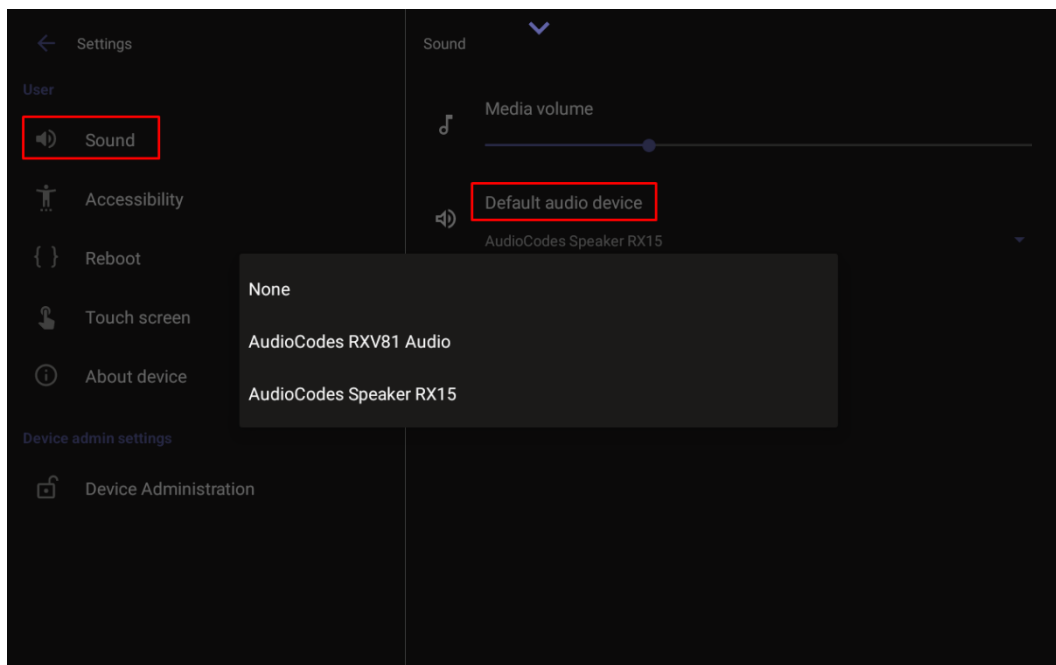 Settings
User
Sound
Accessibility
Reboot
Touch screen
About device
Device admin settings
Device Administration
Sound
Media volume
Default audio device
AudioCodes Speaker RX15
None
AudioCodes RXV81 Audio
AudioCodes Speaker RX15